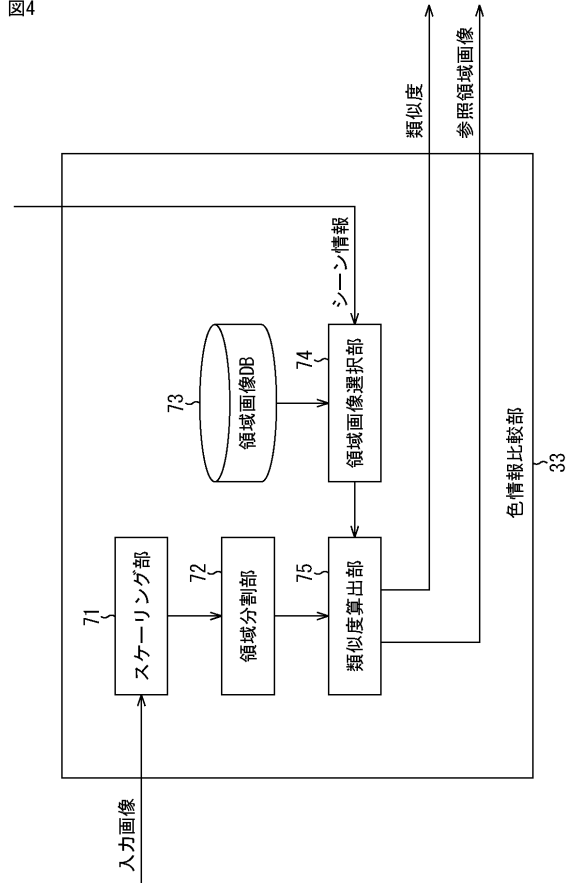 図4
入力画像
71
スケーリング部
72
領域分割部
75
類似度算出部
73
領域画像DB
74
領域画像選択部
シーン情報
類似度
参照領域画像
色情報比較部
33